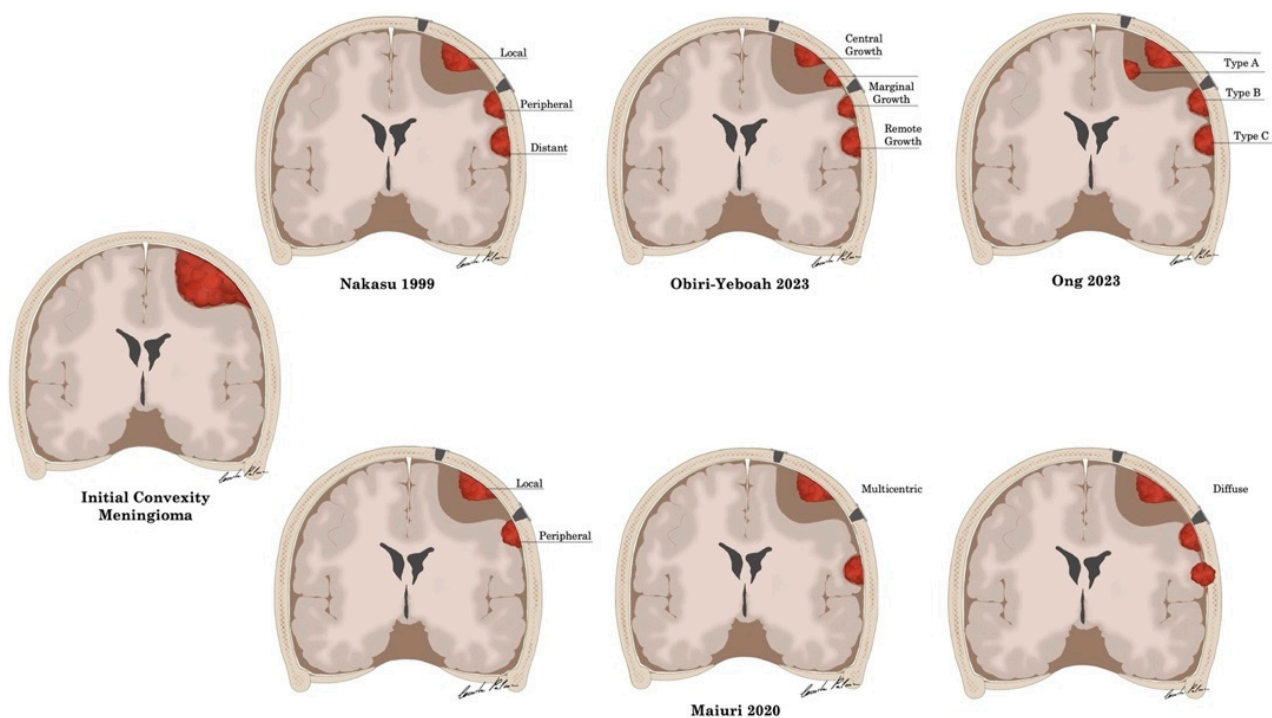 Local
Peripheral
Distant
Nakasu 1999
Central
Growth
Marginal
Growth
Remote
Growth
Obiri-Yeboah 2023
Type A
Type B
Type C
Ong 2023
Initial Convexity
Meningioma
Local
Peripheral
Multicentric
Diffuse
Maiuri 2020